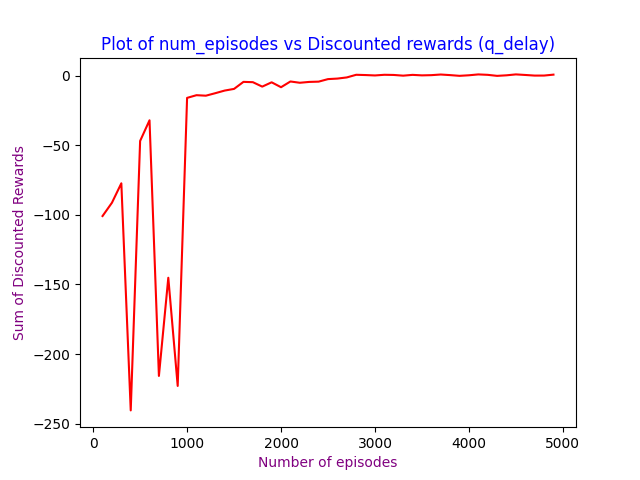 Plot of num_episodes vs Discounted rewards (q_delay)
0
−50
−100
−150
−200
−250
Sum of Discounted Rewards
0 1000 2000 3000 4000 5000
Number of episodes